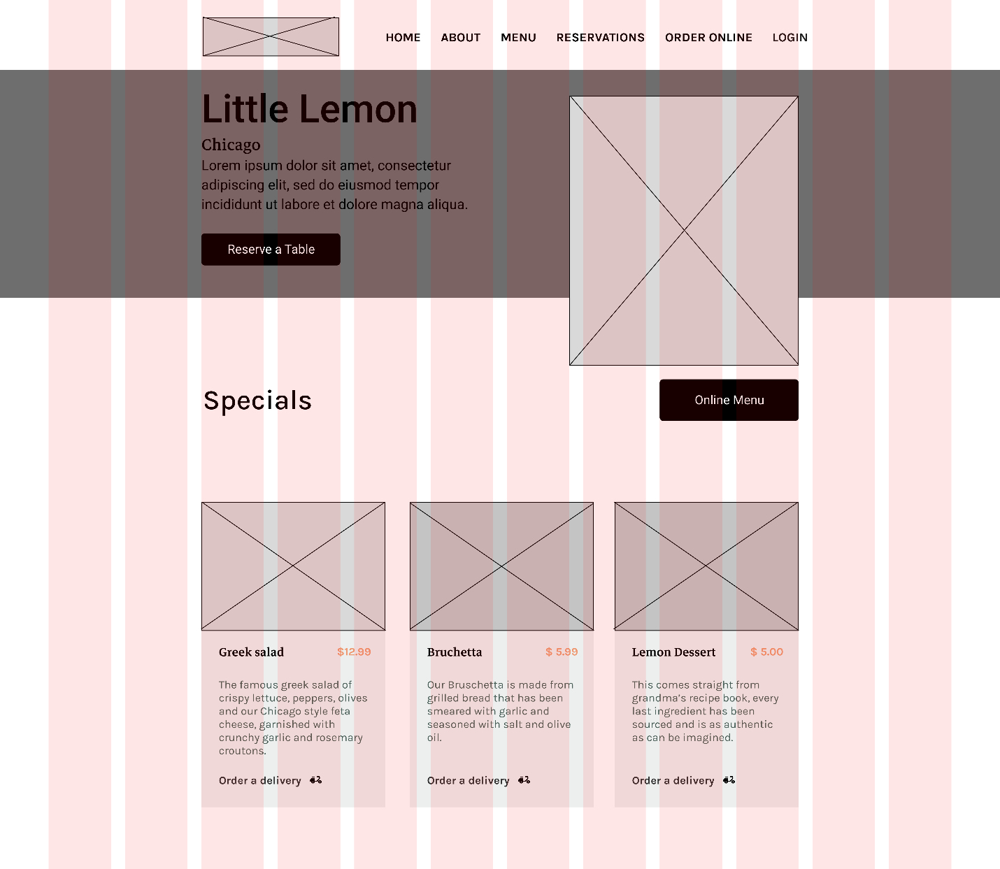 HOME ABOUT MENU RESERVATIONS ORDER ONLINE LOGIN
Little Lemon
Chicago
Lorem ipsum dolor sit amet, consectetur
adipiscing elit, sed do eiusmod tempor
incididunt ut labore et dolore magna aliqua.
Reserve a Table
Specials
Online Menu
Greek salad $12.99
The famous greek salad of
crispy lettuce, peppers, olives
and our Chicago style feta
cheese, garnished with
crunchy garlic and rosemary
croutons.
Order a delivery
Bruchetta $ 5.99
Our Bruschetta is made from
grilled bread that has been
smeared with garlic and
seasoned with salt and olive
oil.
Order a delivery
Lemon Dessert $ 5.00
This comes straight from
grandma’s recipe book, every
last ingredient has been
sourced and is as authentic
as can be imagined.
Order a delivery